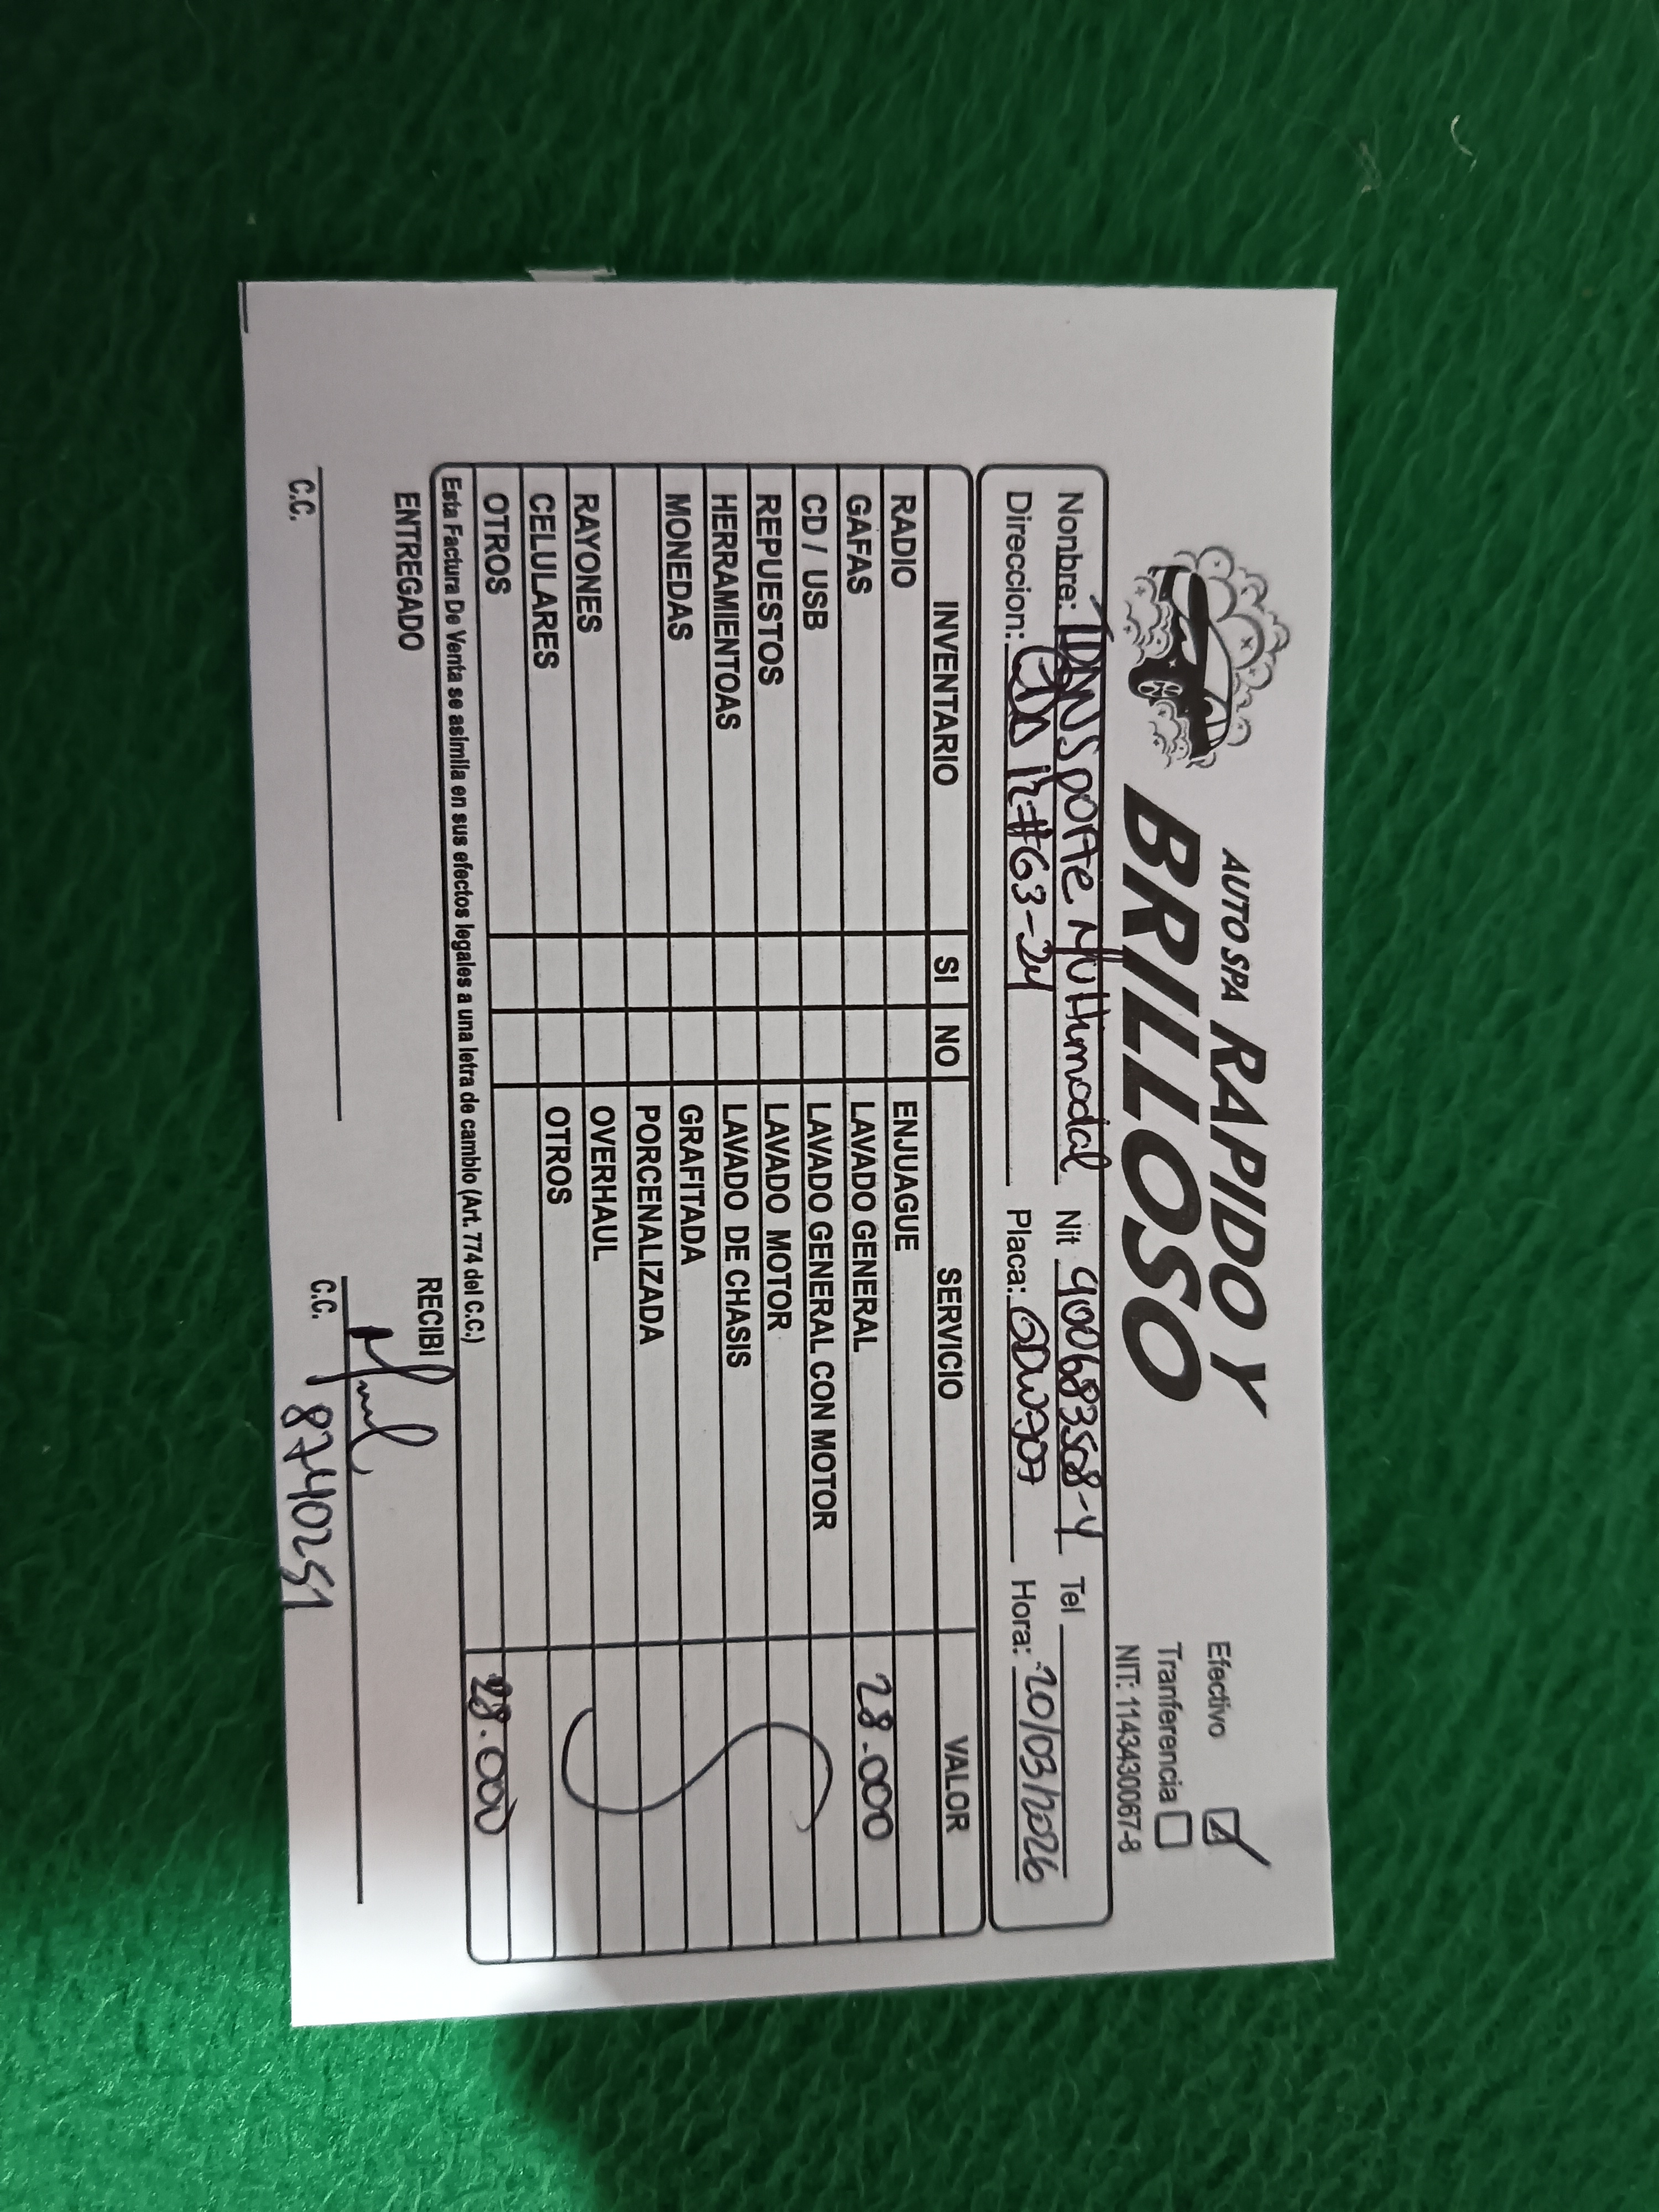 AUTO SPA RAPIDO Y
BRILLOSO
Efectivo
Tranferencia
NIT: 1143430067-8
Nonbre: TRANSpOrte Multimodal Nit 900683508-4 Tel
Direccion: #63-24 Placa: Hora: 20/03/2026
INVENTARIO SI NO SERVICIO VALOR
RADIO ENJUAGUE
GAFAS LAVADO GENERAL 28.000
CD / USB LAVADO GENERAL CON MOTOR
REPUESTOS LAVADO MOTOR
HERRAMIENTOAS LAVADO DE CHASIS
MONEDAS GRAFITADA
PORCENALIZADA
RAYONES OVERHAUL
CELULARES OTROS
OTROS 28.000
Esta Factura De Venta se asimila en sus efectos legales a una letra de cambio (Art. 774 del C.C.)
ENTREGADO RECIBI
C.C. C.C. 8740251